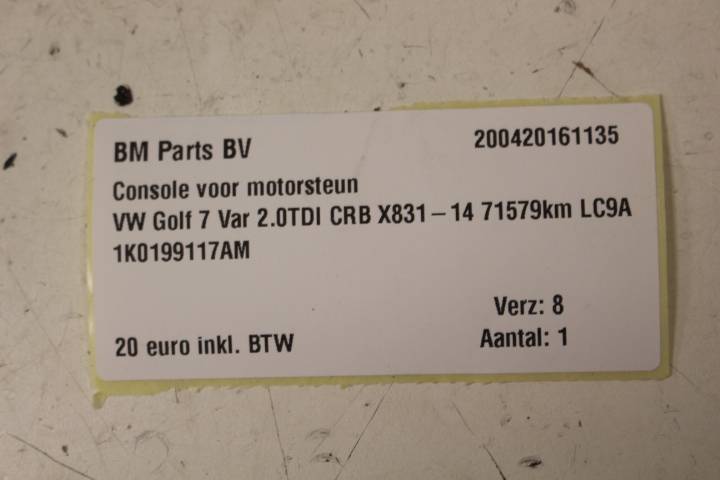 BM Parts BV 200420161135
Console voor motorsteun
VW Golf 7 Var 2.0TDI CRB X831-14 71579km LC9A
1K0199117AM
Verz: 8
20 euro inkl. BTW Aantal: 1